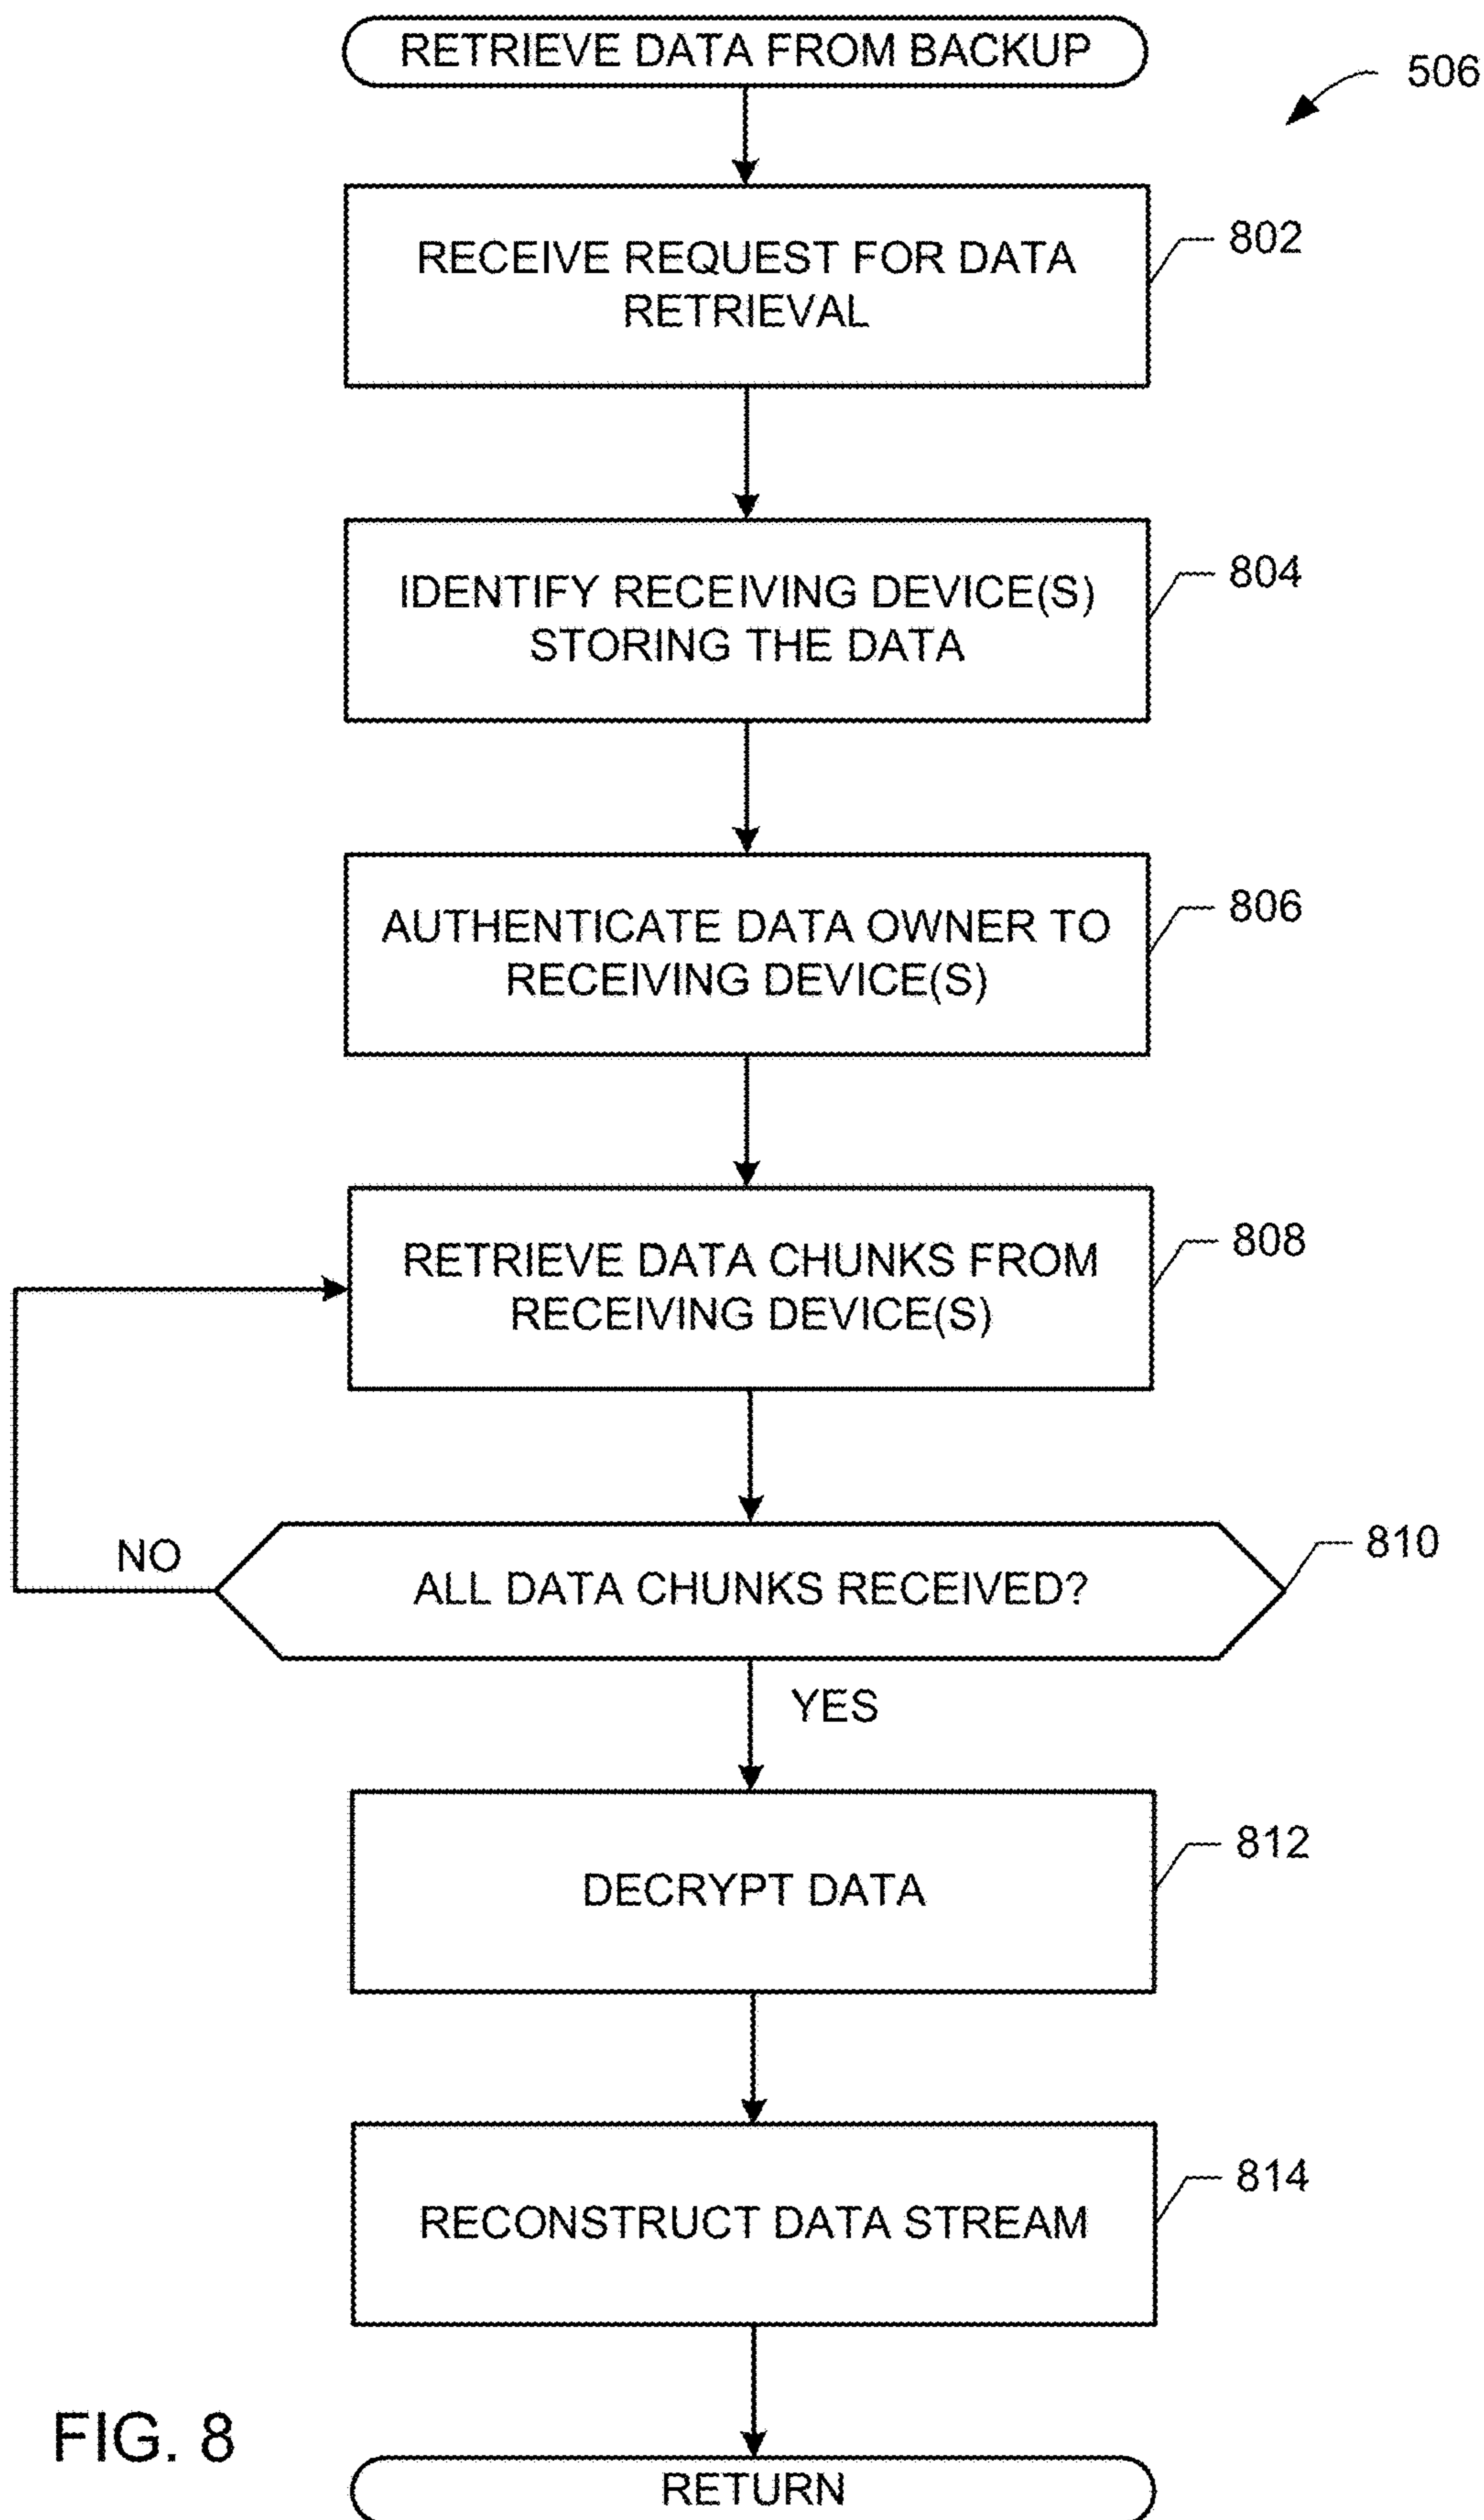 RETRIEVE DATA FROM BACKUP
506
RECEIVE REQUEST FOR DATA
RETRIEVAL
802
IDENTIFY RECEIVING DEVICE(S)
STORING THE DATA
804
AUTHENTICATE DATA OWNER TO
RECEIVING DEVICE(S)
806
RETRIEVE DATA CHUNKS FROM
RECEIVING DEVICE(S)
808
NO
ALL DATA CHUNKS RECEIVED?
810
YES
DECRYPT DATA
812
RECONSTRUCT DATA STREAM
814
FIG. 8
RETURN